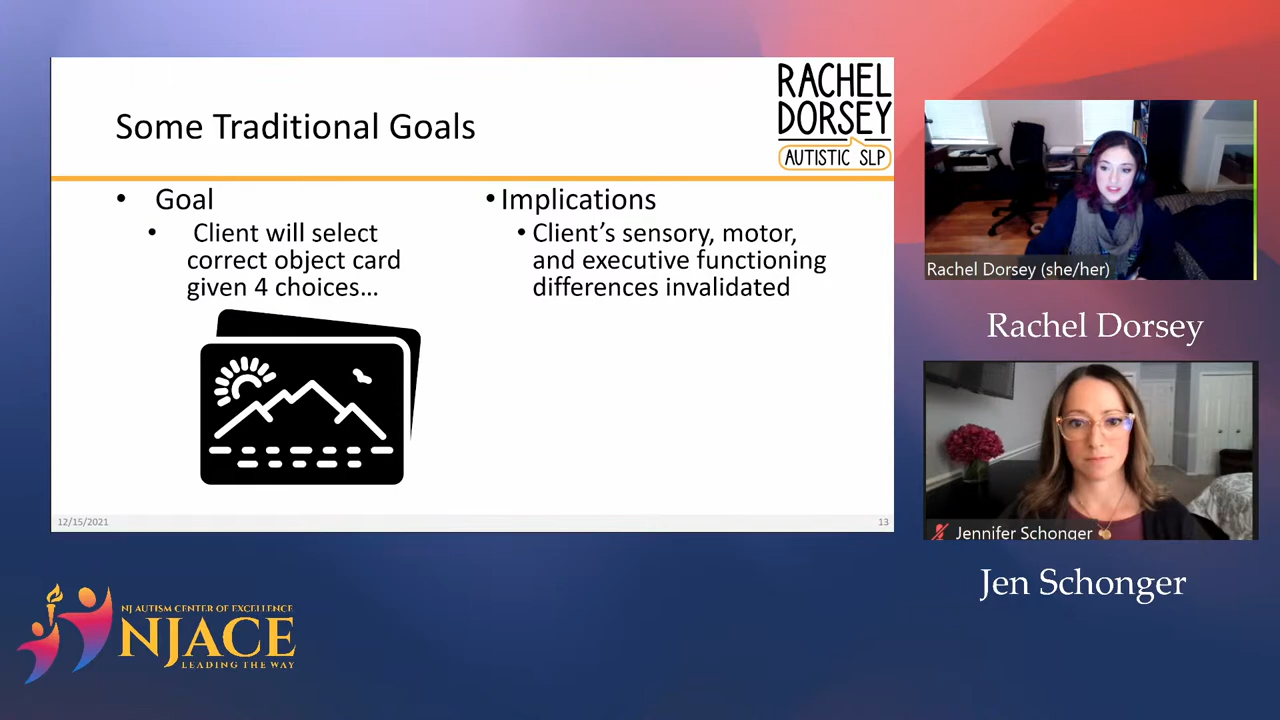 Some Traditional Goals
RACHEL
DORSEY
AUTISTIC SLP
• Goal
• Client will select
correct object card
given 4 choices…
• Implications
• Client's sensory, motor,
and executive functioning
differences invalidated
12/15/2021
13
Rachel Dorsey (she/her)
Rachel Dorsey
Jennifer Schonger
Jen Schonger
NJ AUTISM CENTER OF EXCELLENCE
NJACE
LEADING THE WAY